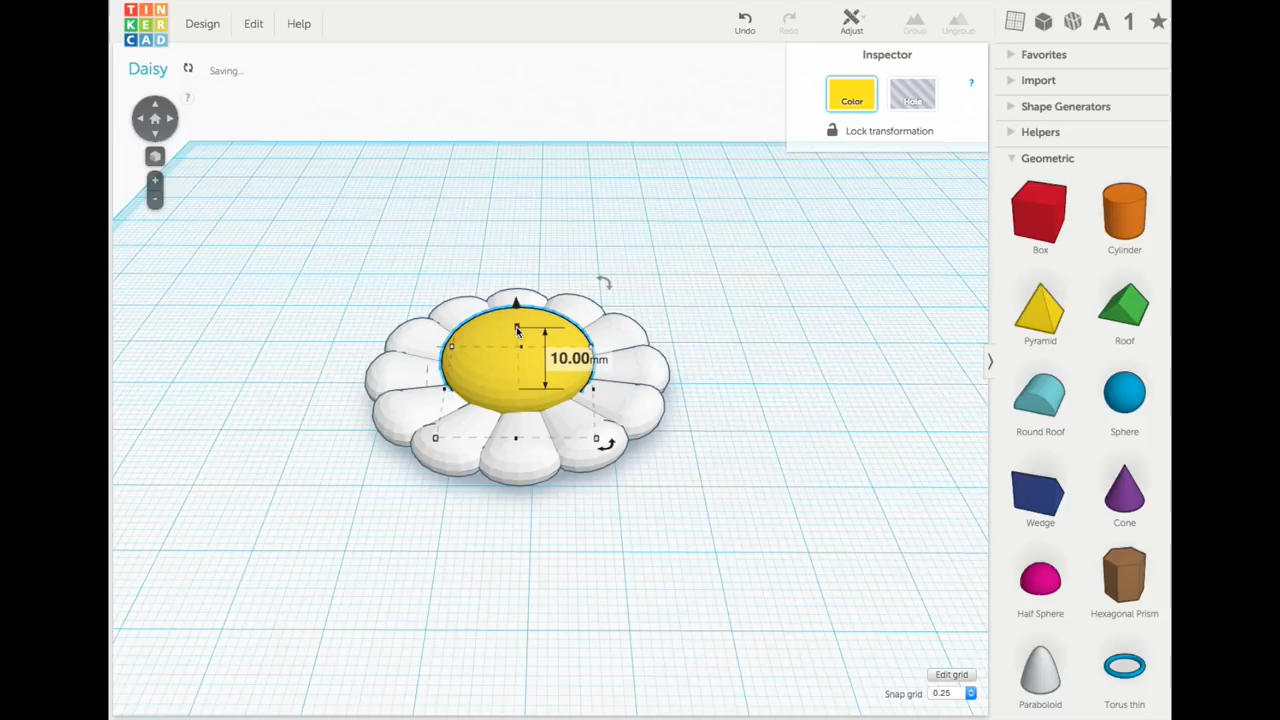 TIN
KER
CAD
Design
Edit
Help
Undo
Redo
Adjust
Group
Ungroup
A
1
Daisy
Saving...
?
+
-
Inspector
Color
Hole
?
Lock transformation
Favorites
Import
Shape Generators
Helpers
Geometric
Box
Cylinder
Pyramid
Roof
Round Roof
Sphere
Wedge
Cone
Half Sphere
Hexagonal Prism
Paraboloid
Torus thin
10.00mm
Edit grid
Snap grid 0.25